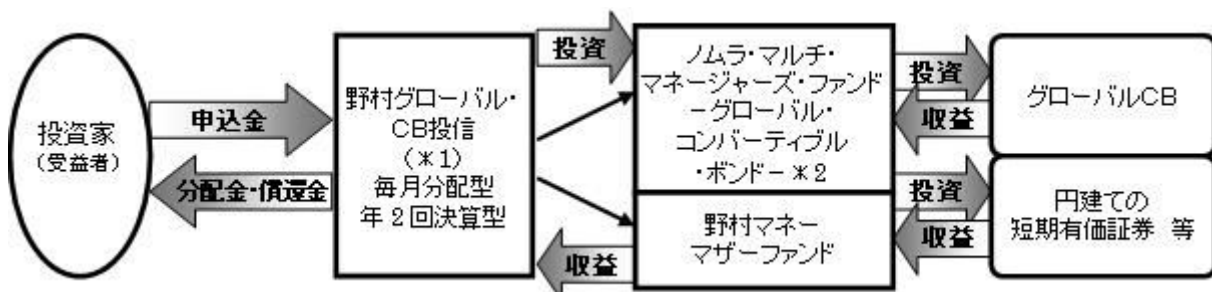 投資家
(受益者)
申込金
分配金・償還金
野村グローバル・
CB投信
(*1)
毎月分配型
年2回決算型
投資
収益
ノムラ・マルチ・
マネージャーズ・ファンド
-グローバル・
コンバーティブル
・ボンド-*2
野村マネー
マザーファンド
投資
収益
投資
収益
グローバルCB
円建ての
短期有価証券 等